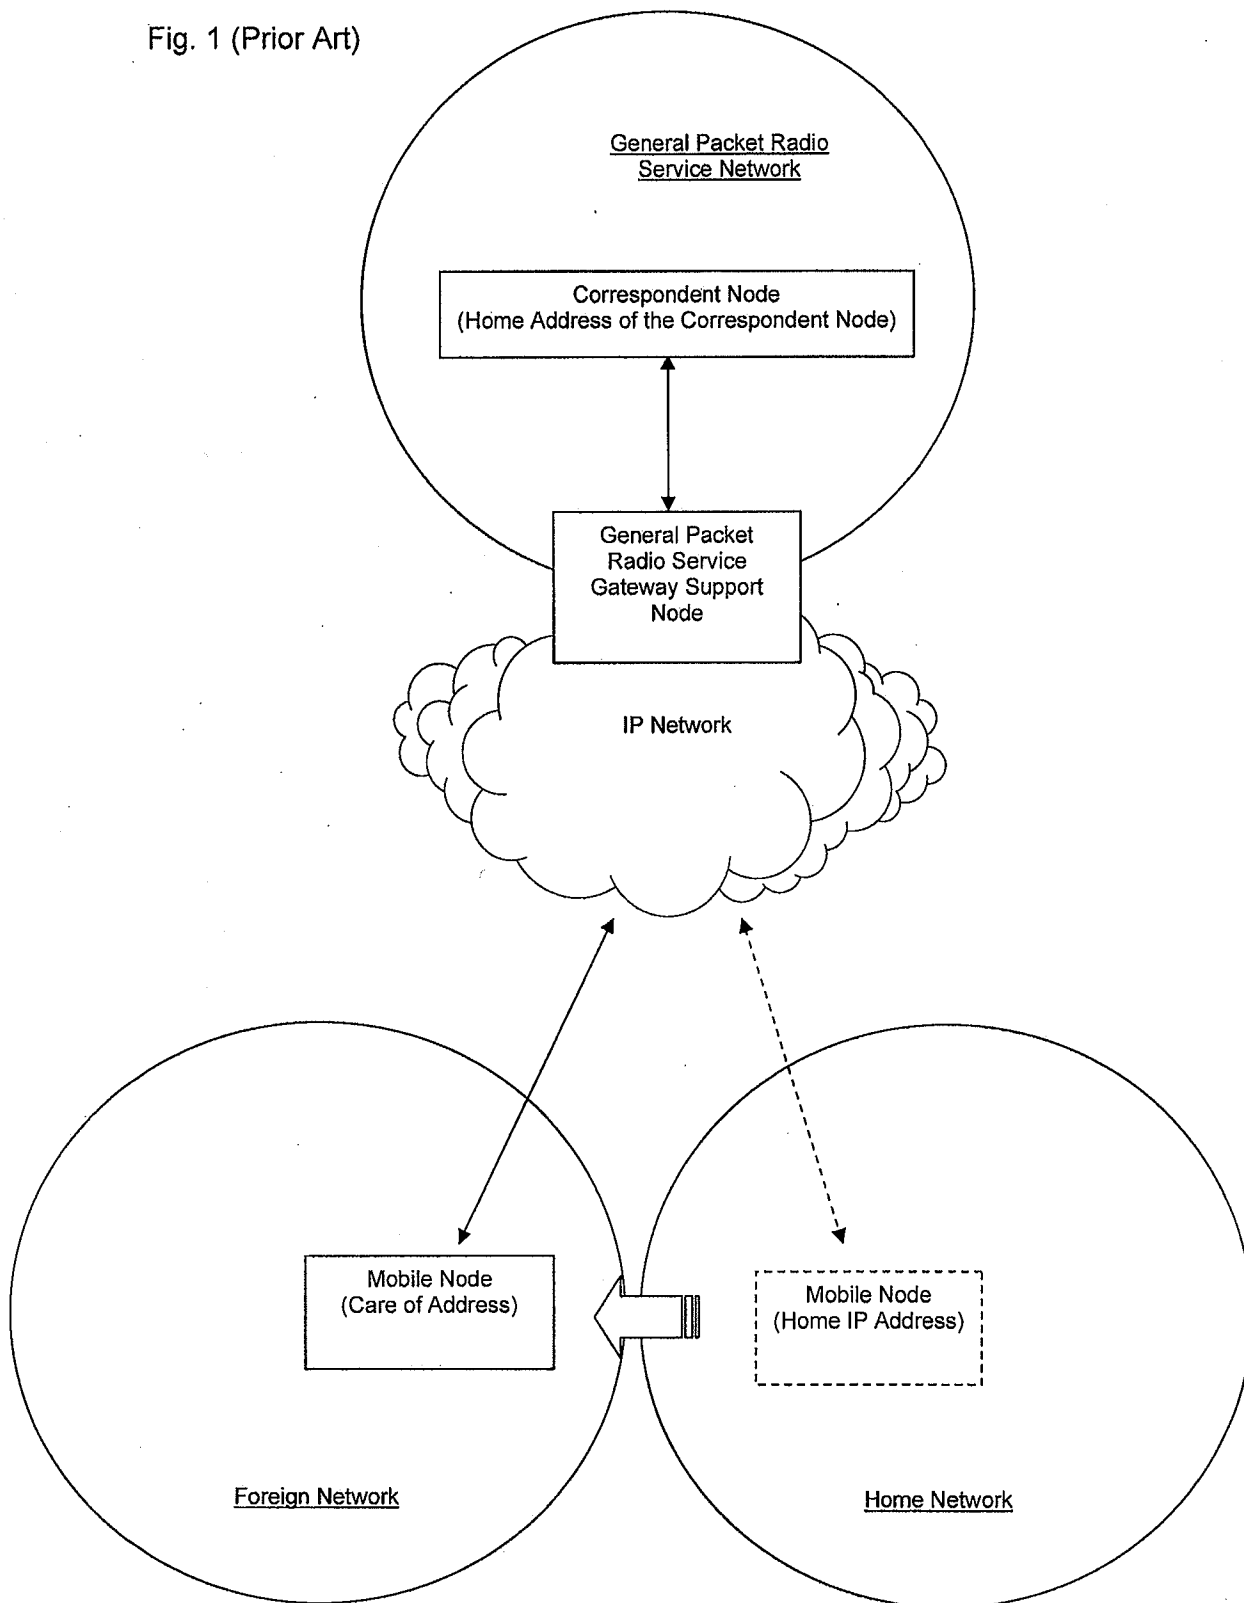 Fig. 1 (Prior Art)
General Packet Radio
Service Network
Correspondent Node
(Home Address of the Correspondent Node)
General Packet
Radio Service
Gateway Support
Node
IP Network
Mobile Node
(Care of Address)
Mobile Node
(Home IP Address)
Foreign Network
Home Network